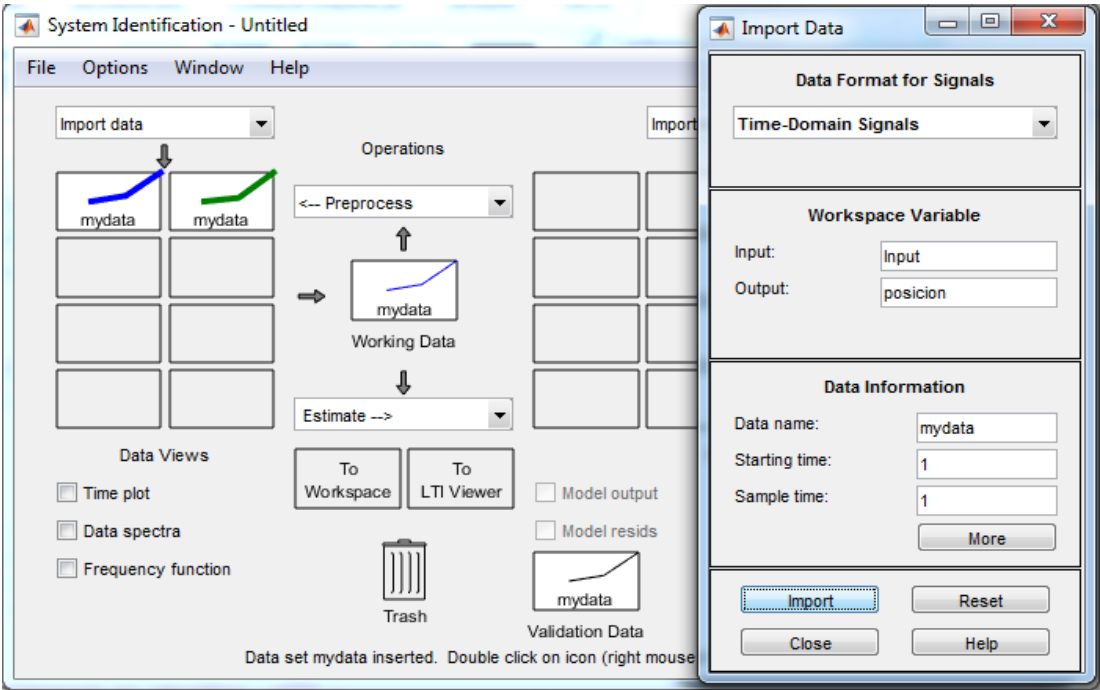 System Identification - Untitled
File Options Window Help
Import data
Import
Operations
mydata
mydata
<-- Preprocess
mydata
Working Data
Estimate -->
Data Views
To Workspace
To LTI Viewer
Time plot
Data spectra
Frequency function
Model output
Model resids
Trash
mydata
Validation Data
Data set mydata inserted. Double click on icon (right mouse
Import Data
Data Format for Signals
Time-Domain Signals
Workspace Variable
Input: Input
Output: posicion
Data Information
Data name: mydata
Starting time: 1
Sample time: 1
More
Import Reset
Close Help